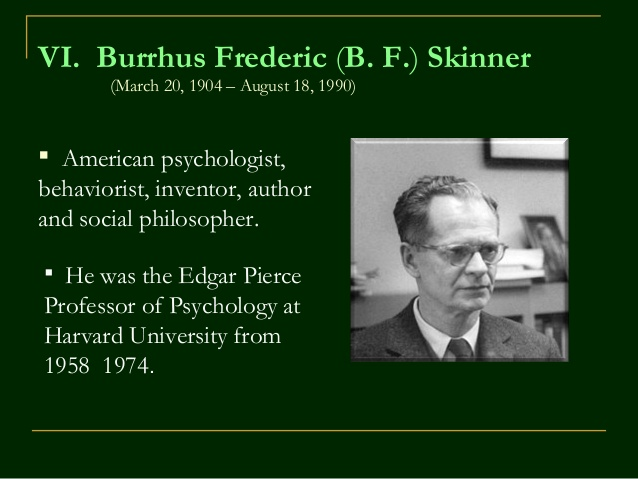 VI. Burrhus Frederic (B. F.) Skinner
(March 20, 1904 – August 18, 1990)
▪ American psychologist,
behaviorist, inventor, author
and social philosopher.
▪ He was the Edgar Pierce
Professor of Psychology at
Harvard University from
1958 1974.